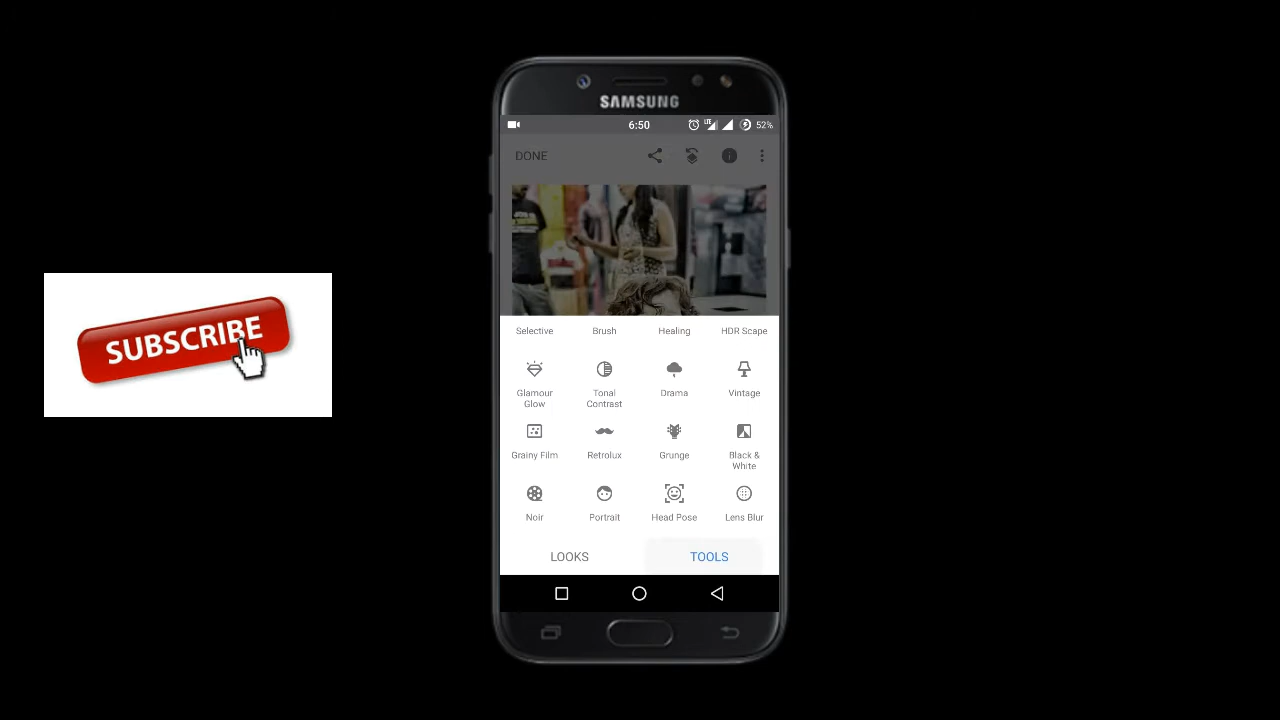 SAMSUNG
6:50
LTE
52%
DONE
SUBSCRIBE
Selective Brush Healing HDR Scape
Glamour Glow Tonal Contrast Drama Vintage
Grainy Film Retrolux Grunge Black & White
Noir Portrait Head Pose Lens Blur
LOOKS TOOLS